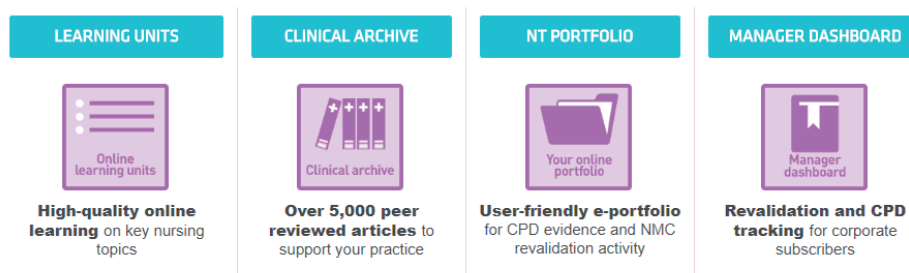 LEARNING UNITS
Online
learning units
High-quality online
learning on key nursing
topics
CLINICAL ARCHIVE
Clinical archive
Over 5,000 peer
reviewed articles to
support your practice
NT PORTFOLIO
Your online
portfolio
User-friendly e-portfolio
for CPD evidence and NMC
revalidation activity
MANAGER DASHBOARD
Manager
dashboard
Revalidation and CPD
tracking for corporate
subscribers